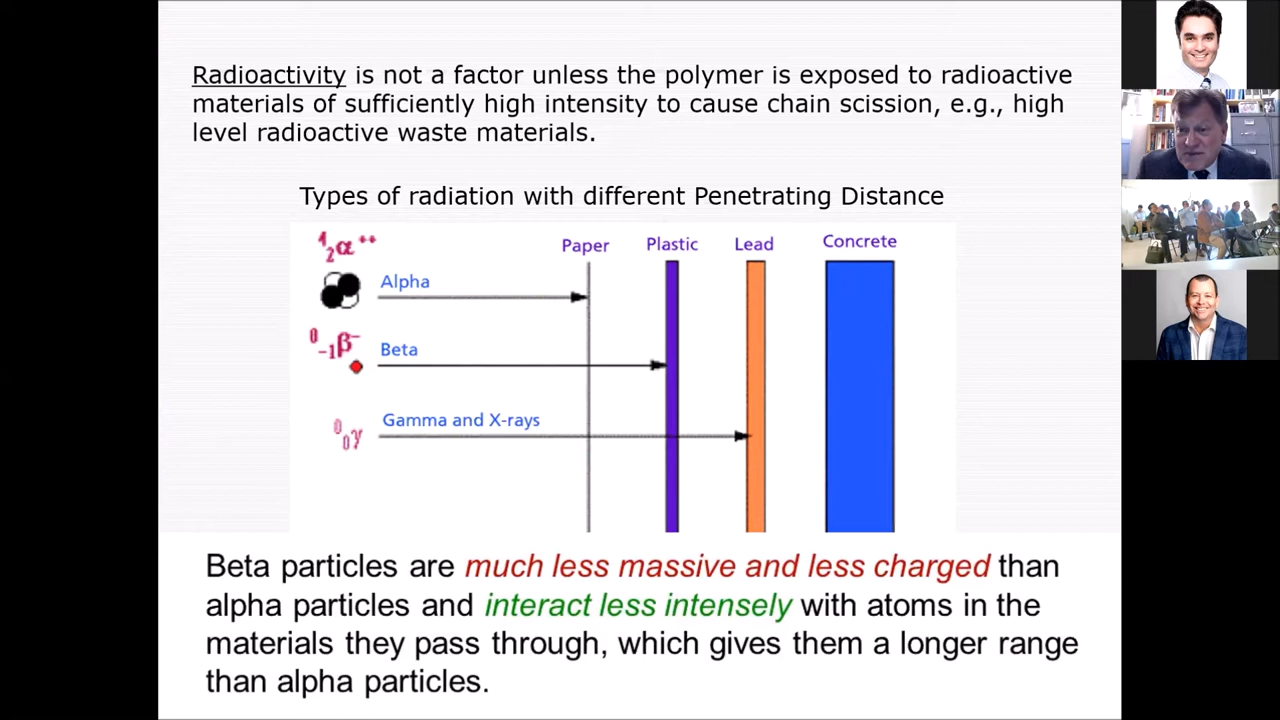 Radioactivity is not a factor unless the polymer is exposed to radioactive
materials of sufficiently high intensity to cause chain scission, e.g., high
level radioactive waste materials.
Types of radiation with different Penetrating Distance
Paper Plastic Lead Concrete
4 2 α ++
Alpha
0 -1 β -
Beta
Gamma and X-rays
0 0 γ
Beta particles are much less massive and less charged than
alpha particles and interact less intensely with atoms in the
materials they pass through, which gives them a longer range
than alpha particles.